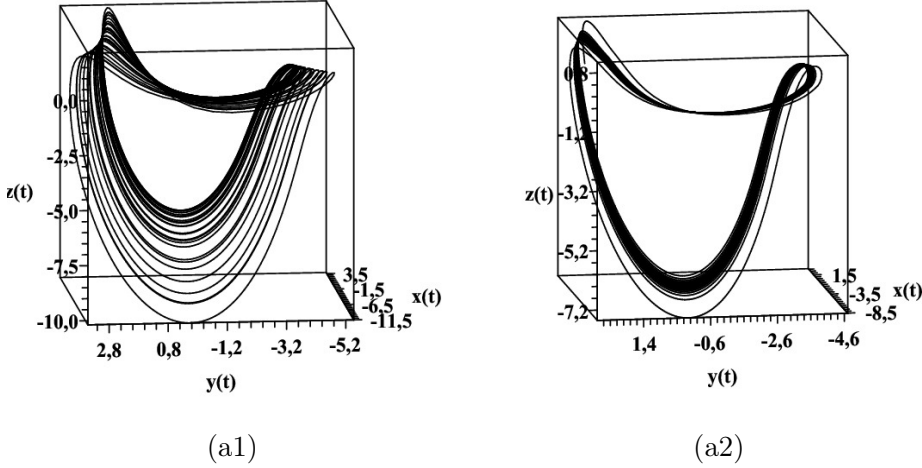 0,0
-2,5
z(t)
-5,0
-7,5
-10,0
3,5
-1,5
-6,5
-11,5
x(t)
2,8 0,8 -1,2 -3,2 -5,2
y(t)
(a1)
0,8
-1,2
z(t)
-3,2
-5,2
-7,2
1,5
-3,5
-8,5
x(t)
1,4 -0,6 -2,6 -4,6
y(t)
(a2)